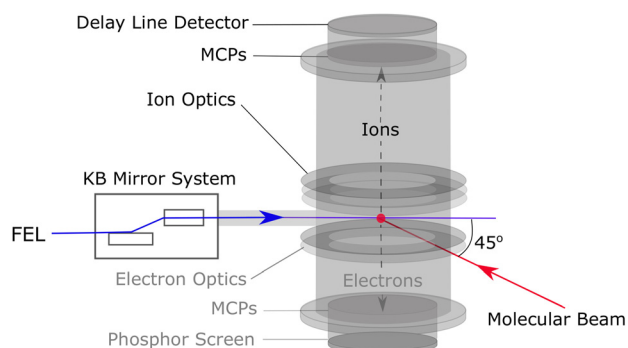 Delay Line Detector
MCPs
Ion Optics
Ions
KB Mirror System
FEL
45º
Electron Optics
Electrons
MCPs
Molecular Beam
Phosphor Screen